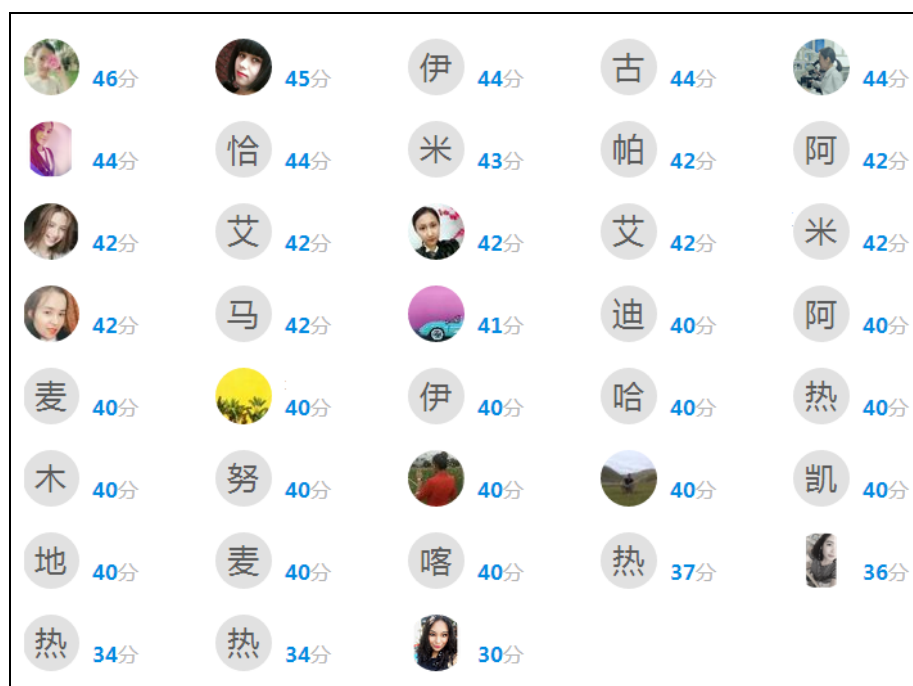 46分 45分 伊 44分 古 44分 44分
44分 恰 44分 米 43分 帕 42分 阿 42分
42分 艾 42分 42分 艾 42分 米 42分
42分 马 42分 41分 迪 40分 阿 40分
麦 40分 40分 伊 40分 哈 40分 热 40分
木 40分 努 40分 40分 40分 凯 40分
地 40分 麦 40分 喀 40分 热 37分 36分
热 34分 热 34分 30分